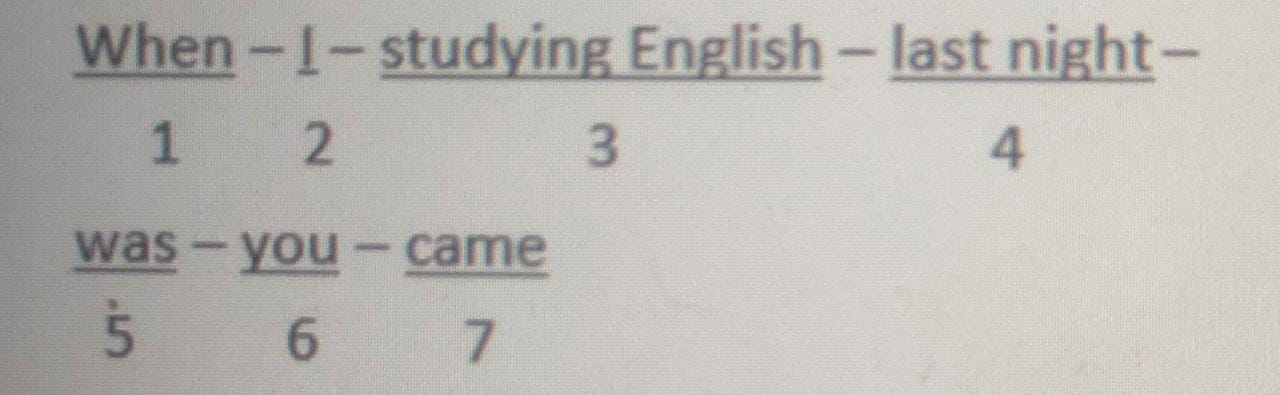 When – I – studying English – last night –
1 2 3 4
was – you – came
5 6 7